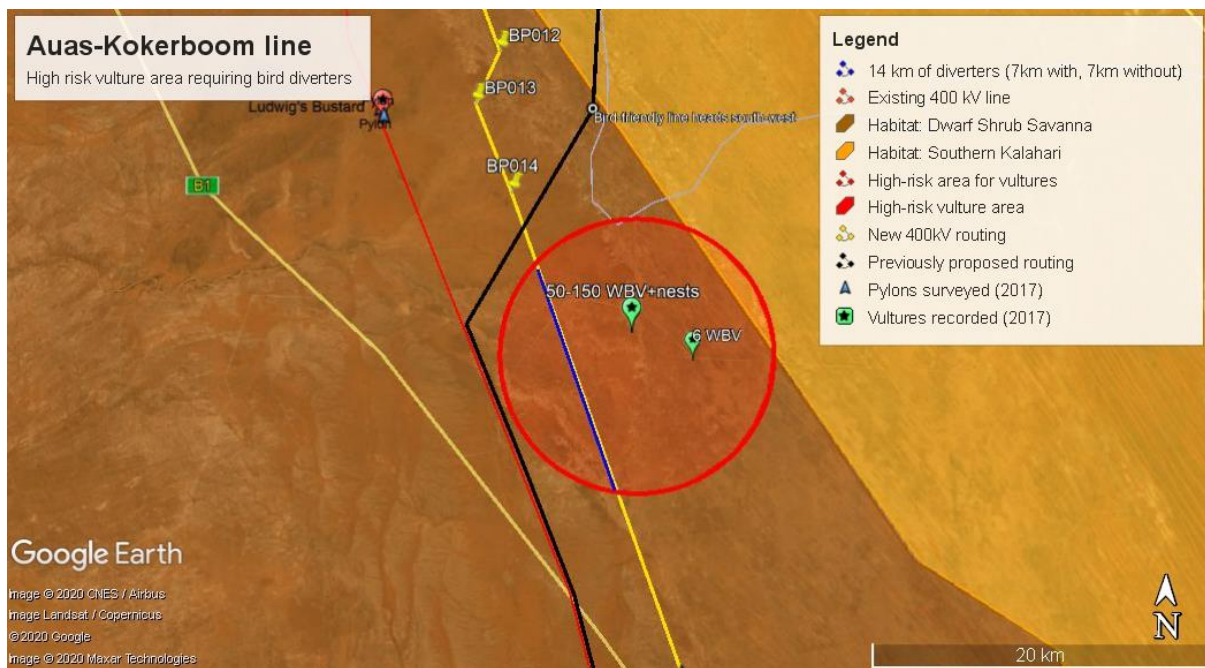 Auas-Kokerboom line
High risk vulture area requiring bird diverters
BP012
BP013
Ludwig's Bustard
Pylon
Bird-friendly line heads south-west
BP014
B1
50-150 WBV+nests
6 WBV
Legend
14 km of diverters (7km with, 7km without)
Existing 400 kV line
Habitat: Dwarf Shrub Savanna
Habitat: Southern Kalahari
High-risk area for vultures
High-risk vulture area
New 400kV routing
Previously proposed routing
Pylons surveyed (2017)
Vultures recorded (2017)
Google Earth
Image © 2020 CNES / Airbus
Image Landsat / Copernicus
©2020 Google
Image © 2020 Maxar Technologies
N
20 km